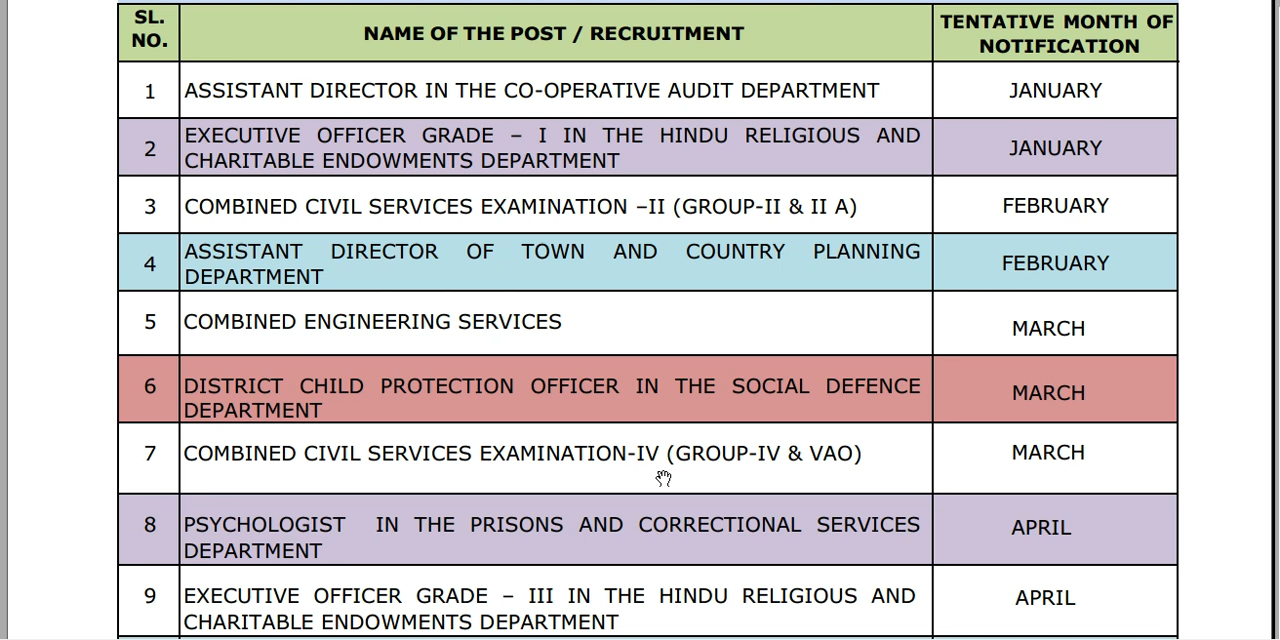 SL. NO.
NAME OF THE POST / RECRUITMENT
TENTATIVE MONTH OF
NOTIFICATION
1
ASSISTANT DIRECTOR IN THE CO-OPERATIVE AUDIT DEPARTMENT
JANUARY
2
EXECUTIVE OFFICER GRADE – I IN THE HINDU RELIGIOUS AND
CHARITABLE ENDOWMENTS DEPARTMENT
JANUARY
3
COMBINED CIVIL SERVICES EXAMINATION –II (GROUP-II & II A)
FEBRUARY
4
ASSISTANT DIRECTOR OF TOWN AND COUNTRY PLANNING
DEPARTMENT
FEBRUARY
5
COMBINED ENGINEERING SERVICES
MARCH
6
DISTRICT CHILD PROTECTION OFFICER IN THE SOCIAL DEFENCE
DEPARTMENT
MARCH
7
COMBINED CIVIL SERVICES EXAMINATION-IV (GROUP-IV & VAO)
MARCH
8
PSYCHOLOGIST IN THE PRISONS AND CORRECTIONAL SERVICES
DEPARTMENT
APRIL
9
EXECUTIVE OFFICER GRADE – III IN THE HINDU RELIGIOUS AND
CHARITABLE ENDOWMENTS DEPARTMENT
APRIL